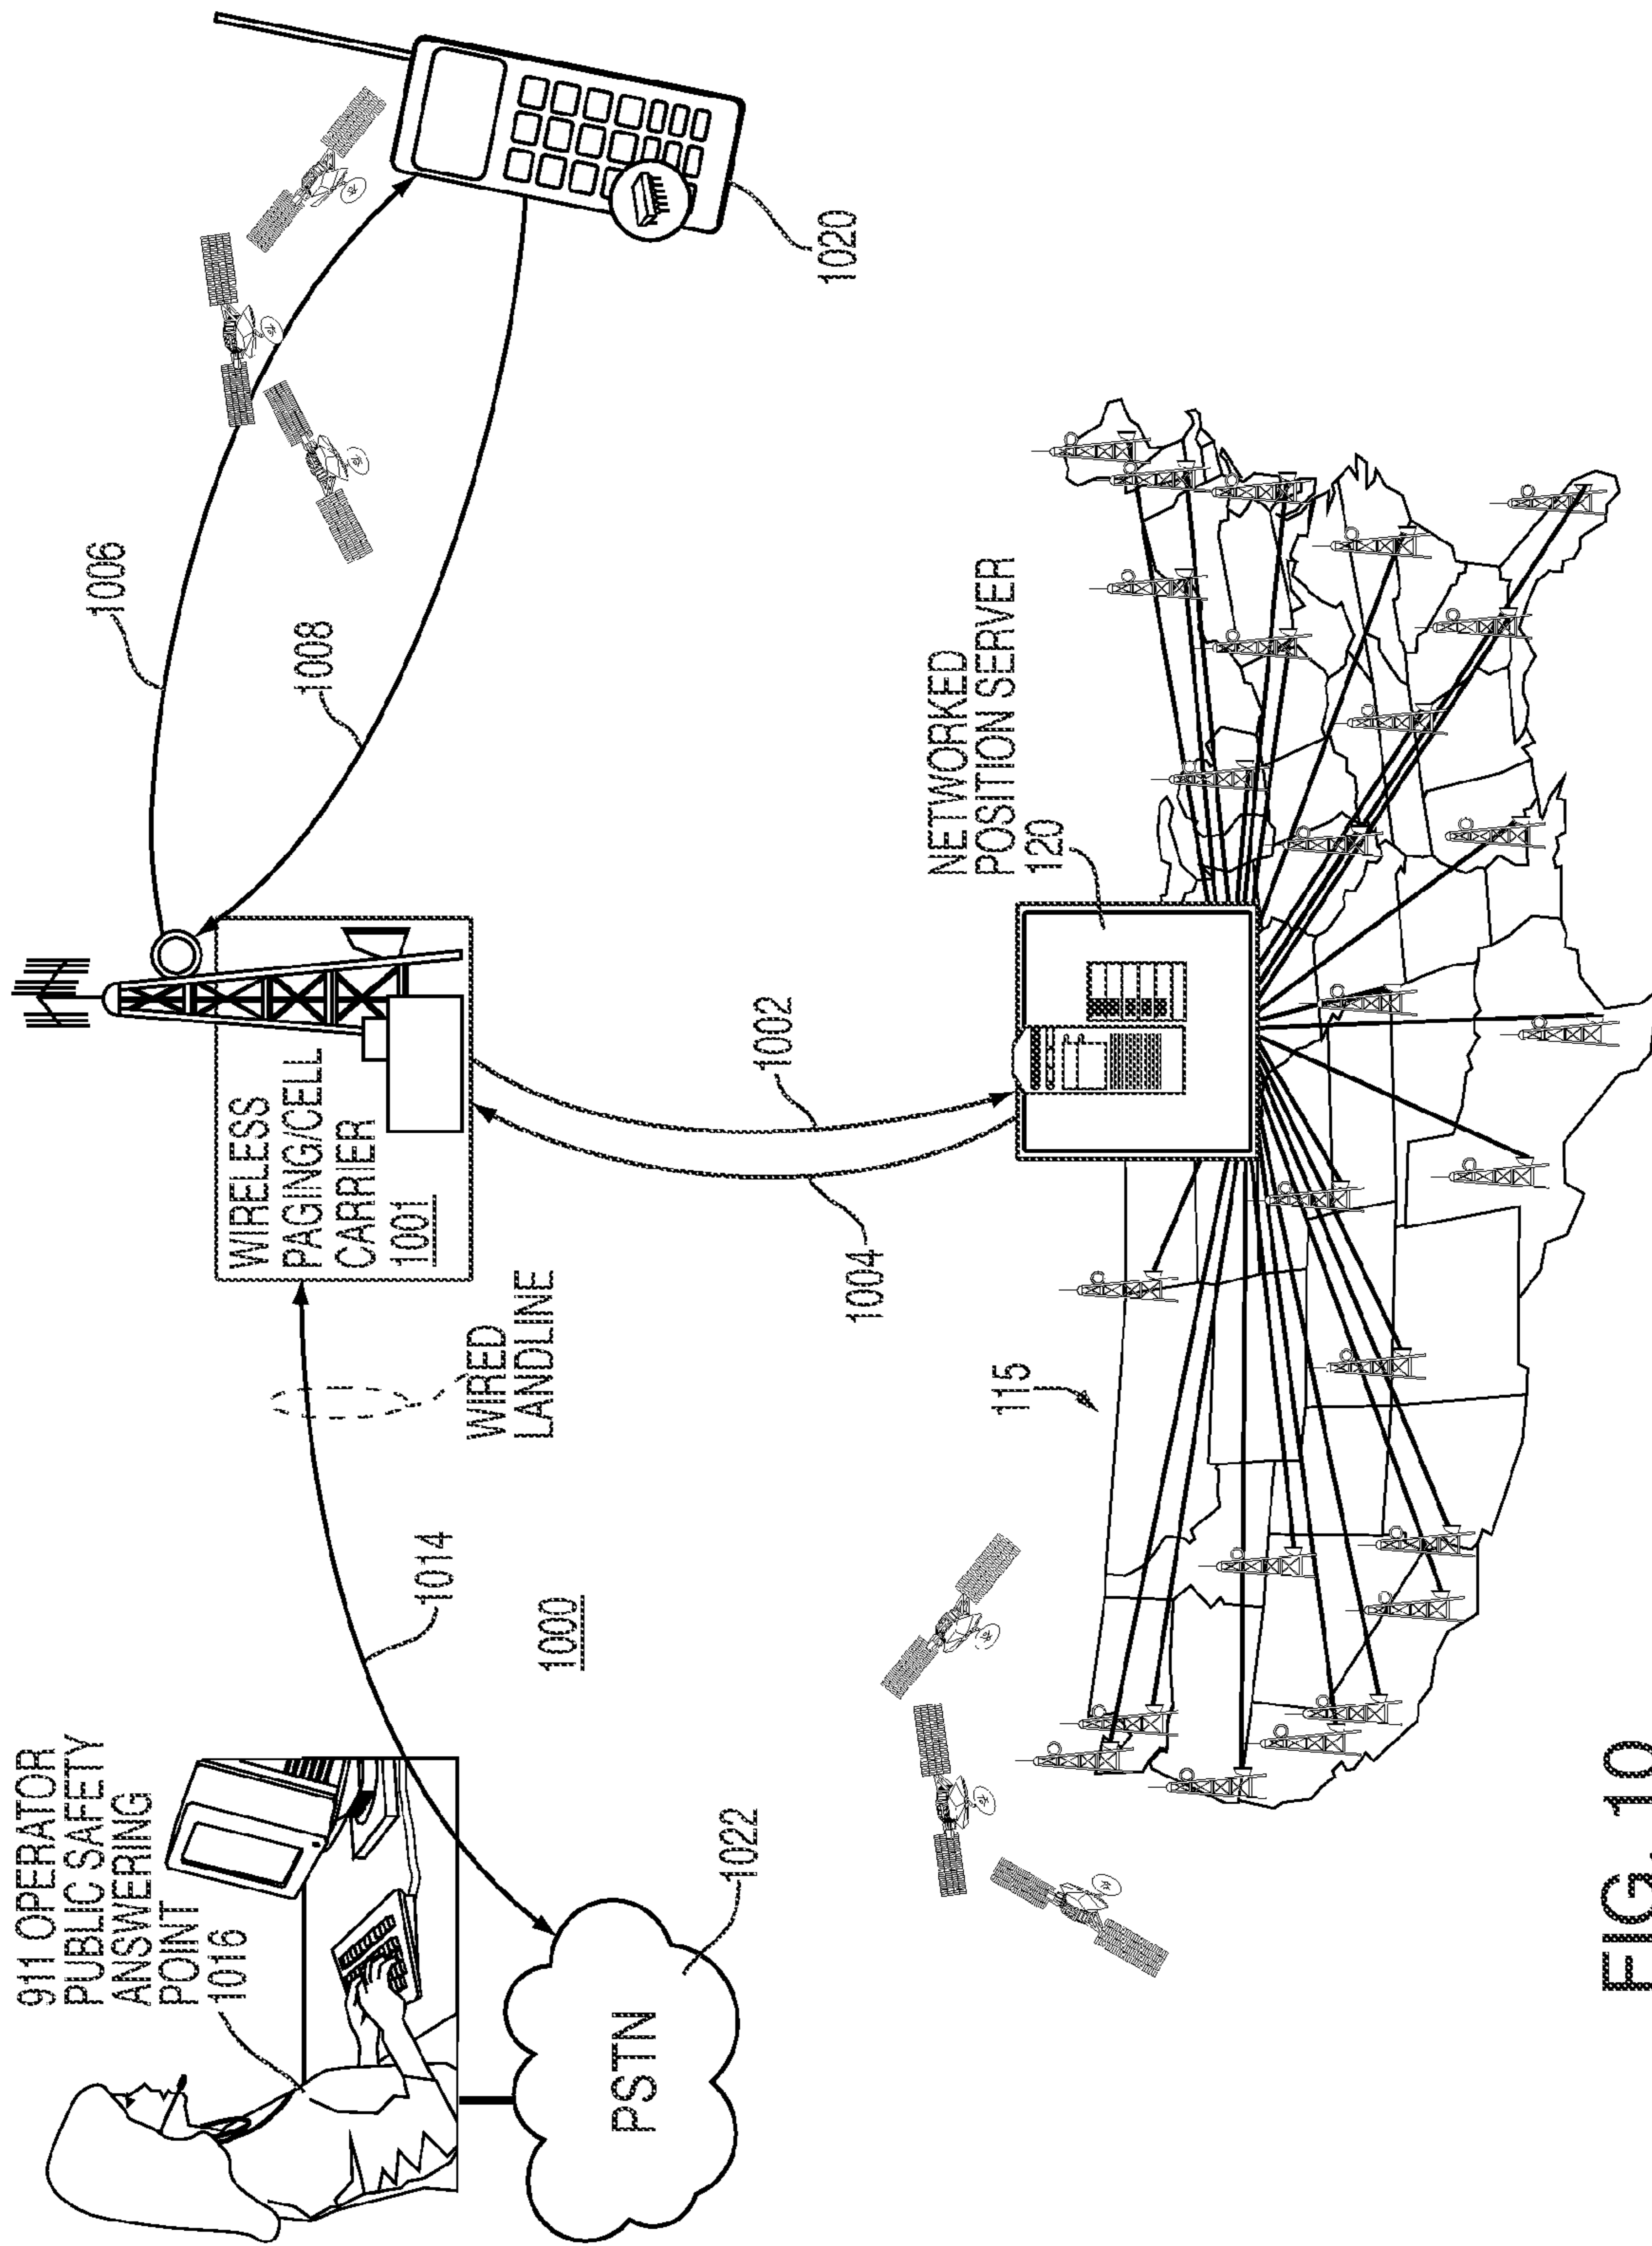 911 OPERATOR
PUBLIC SAFETY
ANSWERING
POINT
1016
PSTN
1022
1014
1000
WIRED
LANDLINE
WIRELESS
PAGING/CELL
CARRIER
1001
1006
1008
1020
1002
1004
NETWORKED
POSITION SERVER
120
115
FIG. 10